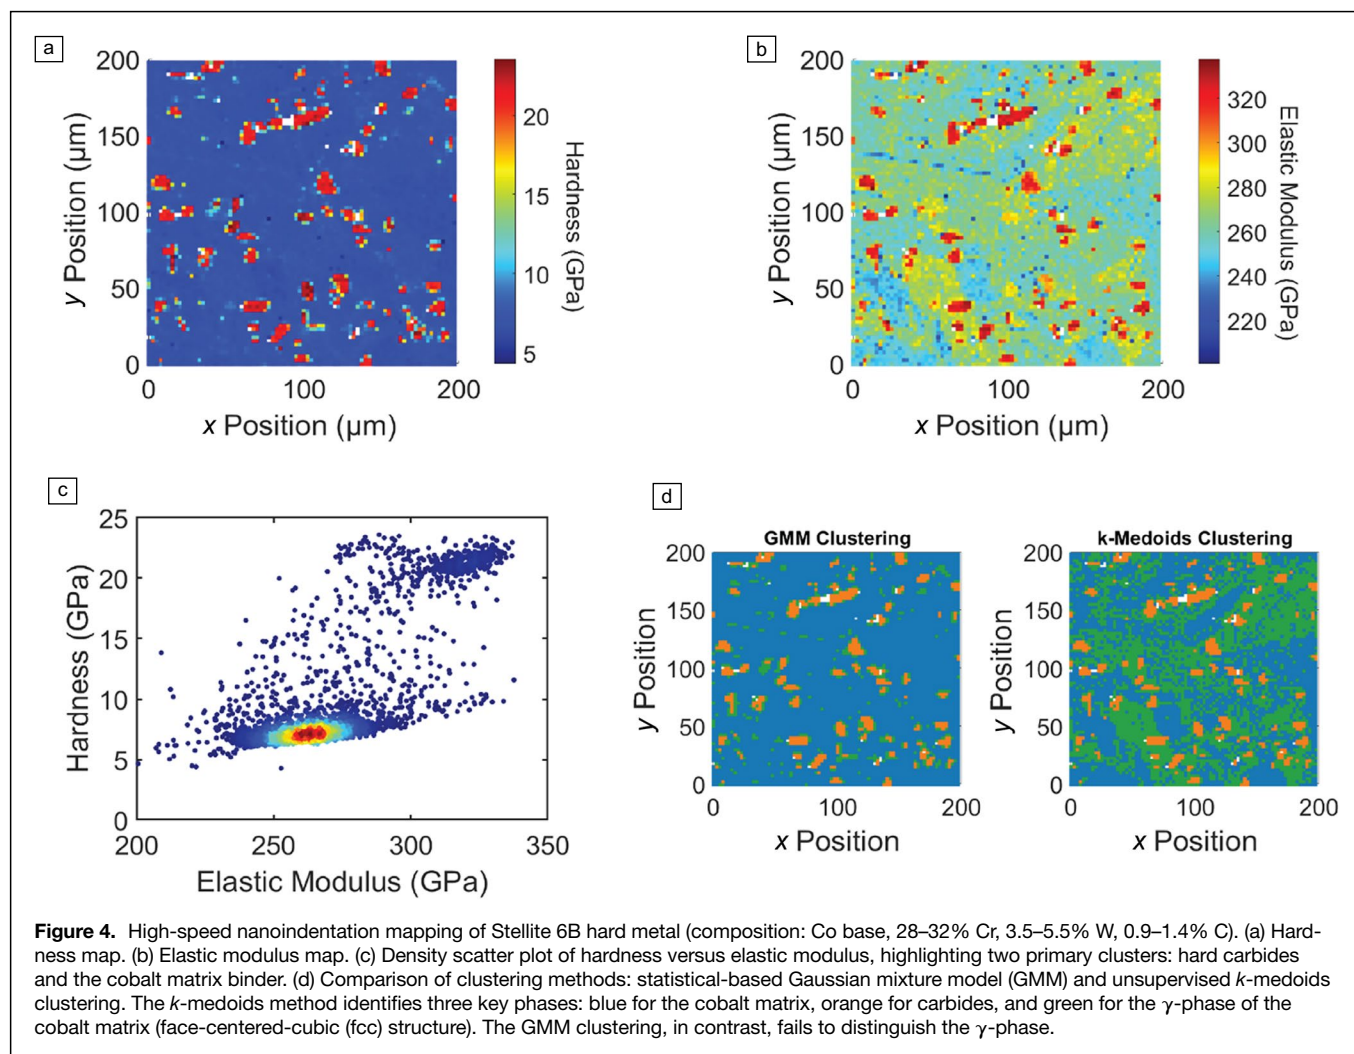 a
200
150
100
50
0
y Position (µm)
0
100
200
x Position (µm)
20
15
10
5
Hardness (GPa)
b
200
150
100
50
0
y Position (µm)
0
100
200
x Position (µm)
320
300
280
260
240
220
Elastic Modulus (GPa)
c
25
20
15
10
5
0
Hardness (GPa)
200
250
300
350
Elastic Modulus (GPa)
d
GMM Clustering
200
150
100
50
0
y Position
0
100
200
x Position
k-Medoids Clustering
200
150
100
50
0
y Position
0
100
200
x Position
Figure 4. High-speed nanoindentation mapping of Stellite 6B hard metal (composition: Co base, 28–32% Cr, 3.5–5.5% W, 0.9–1.4% C). (a) Hard-
ness map. (b) Elastic modulus map. (c) Density scatter plot of hardness versus elastic modulus, highlighting two primary clusters: hard carbides
and the cobalt matrix binder. (d) Comparison of clustering methods: statistical-based Gaussian mixture model (GMM) and unsupervised k-medoids
clustering. The k-medoids method identifies three key phases: blue for the cobalt matrix, orange for carbides, and green for the γ-phase of the
cobalt matrix (face-centered-cubic (fcc) structure). The GMM clustering, in contrast, fails to distinguish the γ-phase.